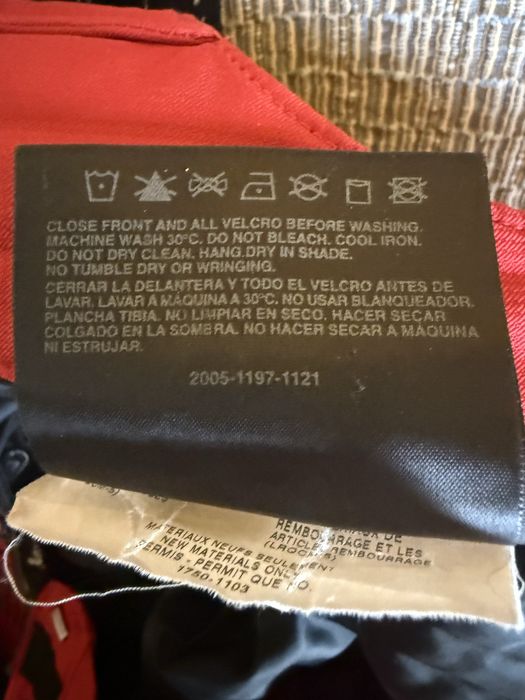 CLOSE FRONT AND ALL VELCRO BEFORE WASHING.
MACHINE WASH 30°C. DO NOT BLEACH. COOL IRON.
DO NOT DRY CLEAN. HANG.DRY IN SHADE.
NO TUMBLE DRY OR WRINGING.
CERRAR LA DELANTERA Y TODO EL VELCRO ANTES DE
LAVAR. LAVAR A MÁQUINA A 30°C. NO USAR BLANQUEADOR.
PLANCHA TIBIA. NO LIMPIAR EN SECO. HACER SECAR
COLGADO EN LA SOMBRA. NO HACER SECAR A MÁQUINA
NI ESTRUJAR.
2005-1197-1121
REMBOURRAGE ET LES
ARTICLES REMBOURRAGE
MATERIAUX NEUFS SEULEMENT
NEW MATERIALS ONLY
PERMIS - PERMIT QUE NO.
1750-1103